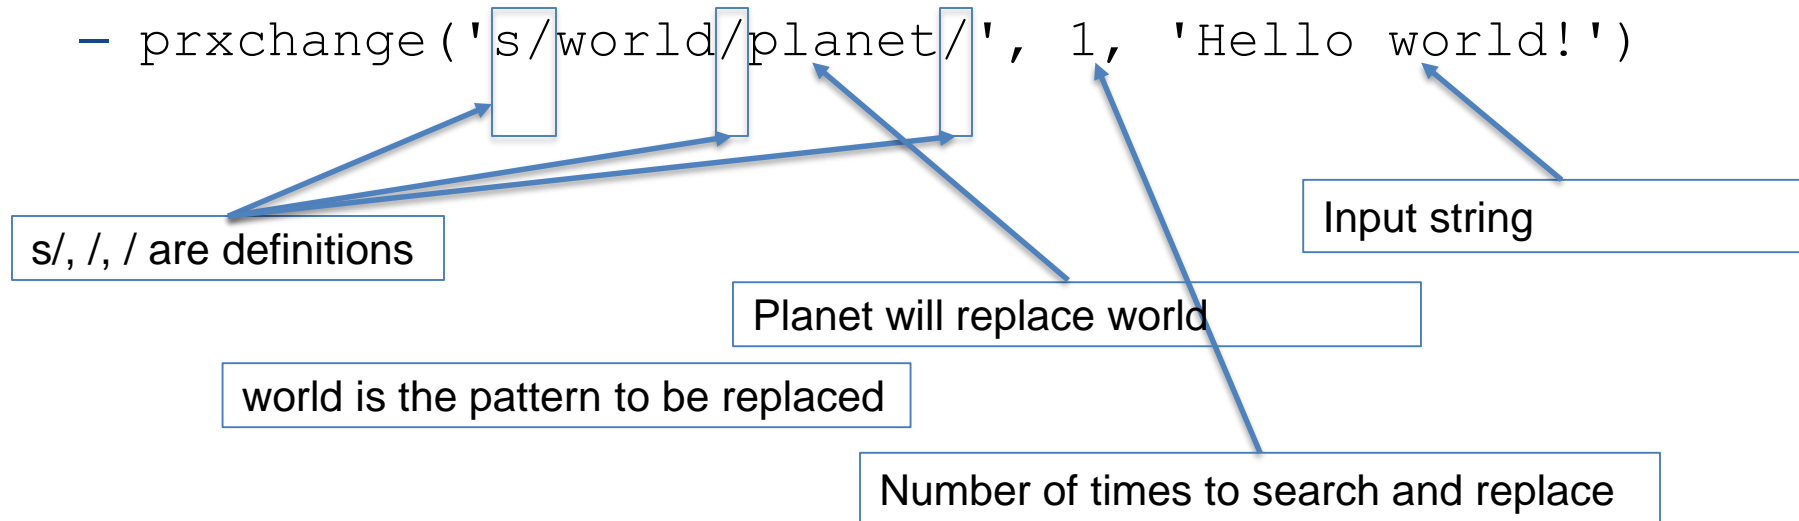 – prxchange('s/world/planet/', 1, 'Hello world!')
Input string
s/, /, / are definitions
Planet will replace world
world is the pattern to be replaced
Number of times to search and replace